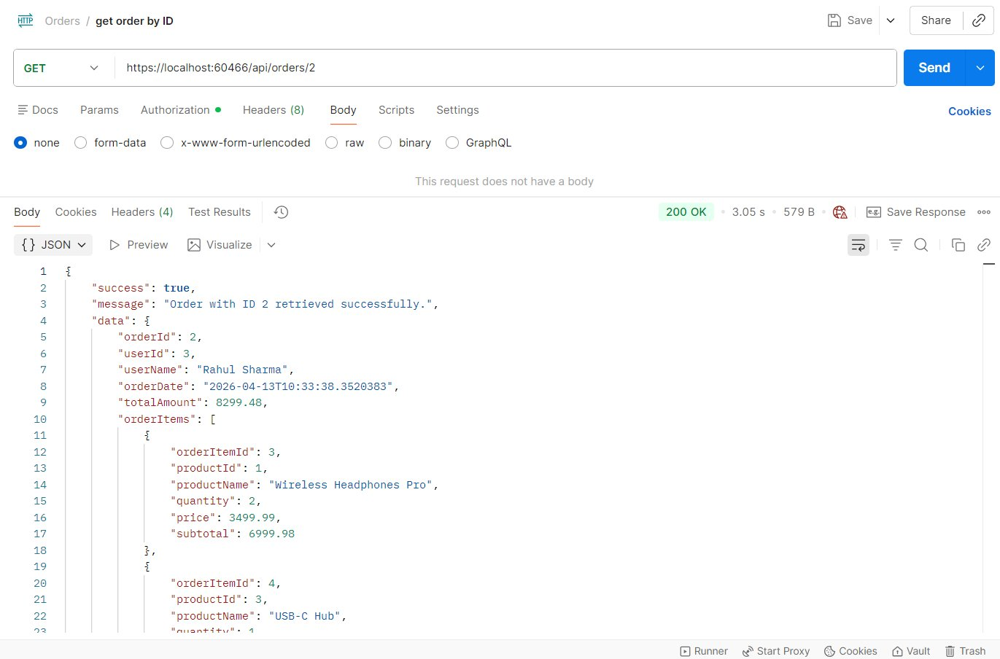 HTTP Orders / get order by ID Save Share
GET https://localhost:60466/api/orders/2 Send
Docs Params Authorization Headers (8) Body Scripts Settings Cookies
none form-data x-www-form-urlencoded raw binary GraphQL
This request does not have a body
Body Cookies Headers (4) Test Results 200 OK • 3.05 s • 579 B • e.g. Save Response
{} JSON Preview Visualize
1 {
2 "success": true,
3 "message": "Order with ID 2 retrieved successfully.",
4 "data": {
5 "orderId": 2,
6 "userId": 3,
7 "userName": "Rahul Sharma",
8 "orderDate": "2026-04-13T10:33:38.3520383",
9 "totalAmount": 8299.48,
10 "orderItems": [
11 {
12 "orderItemId": 3,
13 "productId": 1,
14 "productName": "Wireless Headphones Pro",
15 "quantity": 2,
16 "price": 3499.99,
17 "subtotal": 6999.98
18 },
19 {
20 "orderItemId": 4,
21 "productId": 3,
22 "productName": "USB-C Hub",
23 "quantity": 1
Runner Start Proxy Cookies Vault Trash